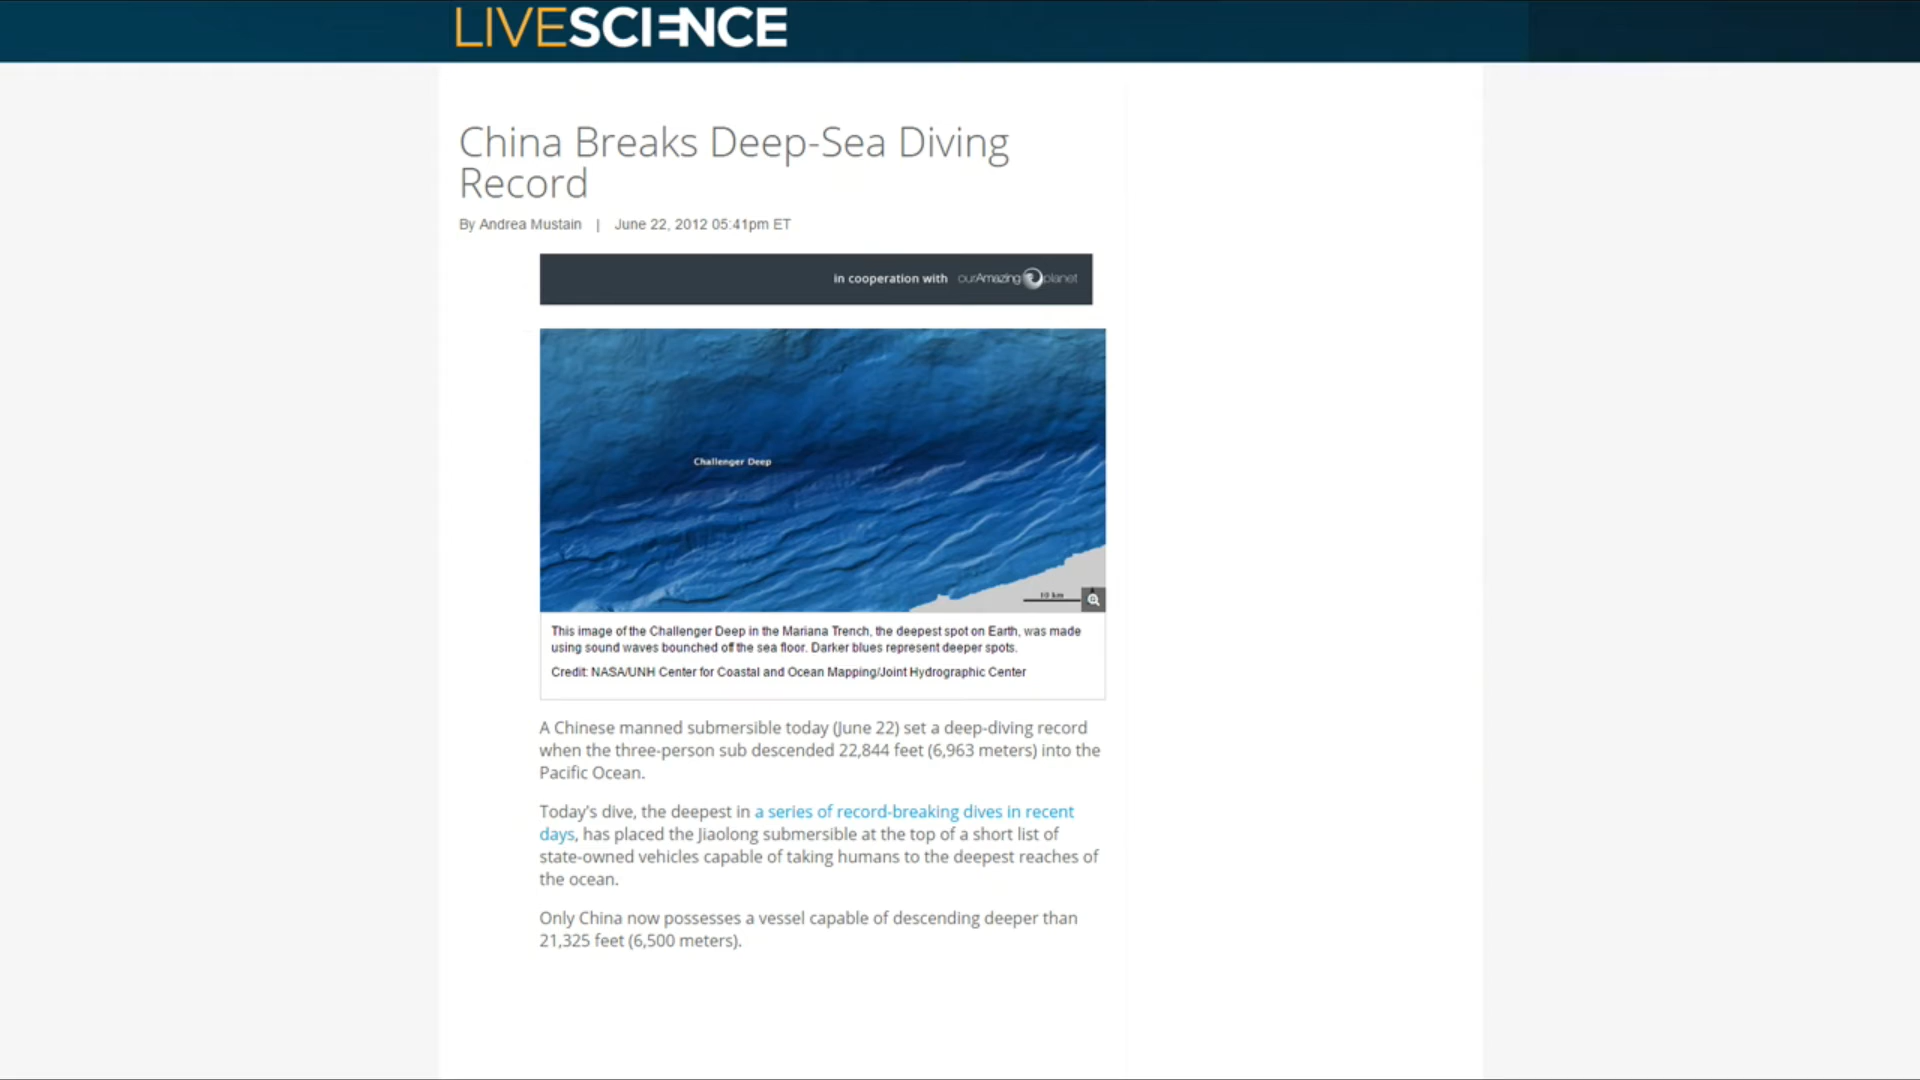 LIVESCIENCE
China Breaks Deep-Sea Diving
Record
By Andrea Mustain | June 22, 2012 05:41pm ET
in cooperation with ourAmazing planet
Challenger Deep
10 km
This image of the Challenger Deep in the Mariana Trench, the deepest spot on Earth, was made
using sound waves bounched off the sea floor. Darker blues represent deeper spots.
Credit: NASA/UNH Center for Coastal and Ocean Mapping/Joint Hydrographic Center
A Chinese manned submersible today (June 22) set a deep-diving record
when the three-person sub descended 22,844 feet (6,963 meters) into the
Pacific Ocean.
Today's dive, the deepest in a series of record-breaking dives in recent
days, has placed the Jiaolong submersible at the top of a short list of
state-owned vehicles capable of taking humans to the deepest reaches of
the ocean.
Only China now possesses a vessel capable of descending deeper than
21,325 feet (6,500 meters).